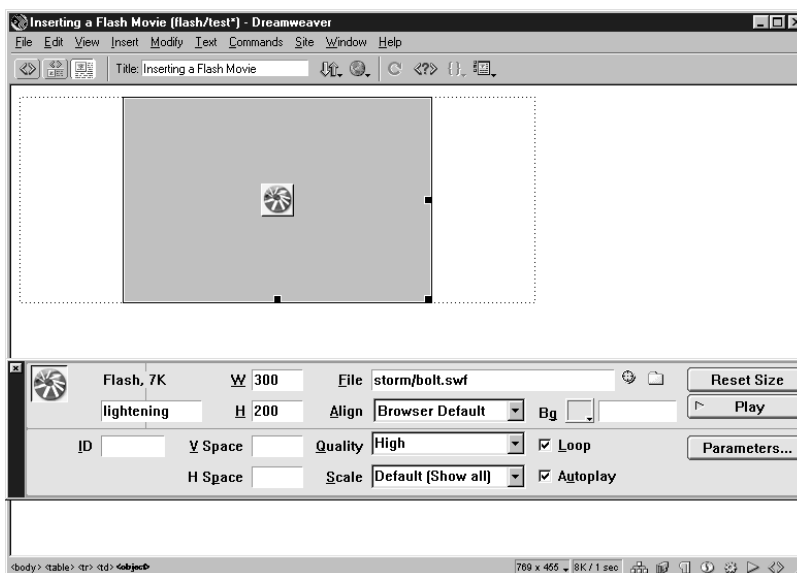 Inserting a Flash Movie (flash/test*) - Dreamweaver
File Edit View Insert Modify Text Commands Site Window Help
Title: Inserting a Flash Movie <?> {}
Flash, 7K W 300 File storm/bolt.swf Reset Size
lightening H 200 Align Browser Default Bg Play
ID V Space Quality High Loop Parameters...
H Space Scale Default (Show all) Autoplay
<body> <table> <tr> <td> <object> 769 x 455 8K / 1 sec